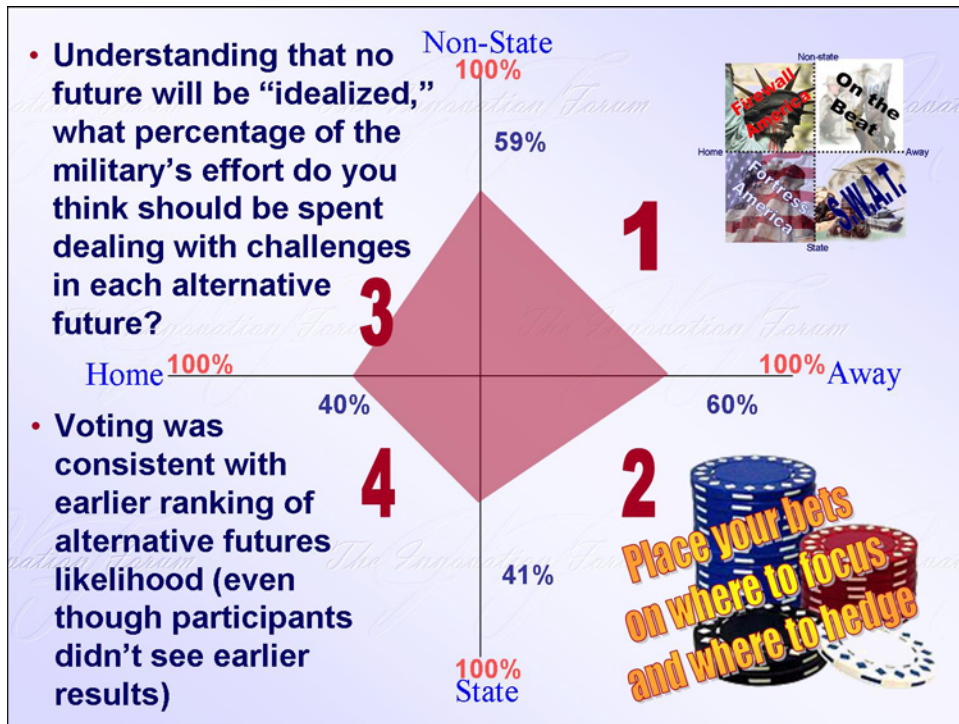 • Understanding that no
future will be “idealized,”
what percentage of the
military’s effort do you
think should be spent
dealing with challenges
in each alternative
future?
• Voting was
consistent with
earlier ranking of
alternative futures
likelihood (even
though participants
didn’t see earlier
results)
Non-State
100%
59%
1
3
Home
100%
100%
Away
40%
60%
4
2
41%
100%
State
Non-state
Firewall
America
On the
Beat
Home
Away
Fortress
America
S.W.A.T.
State
Place your bets
on where to focus
and where to hedge
The Innovation Forum